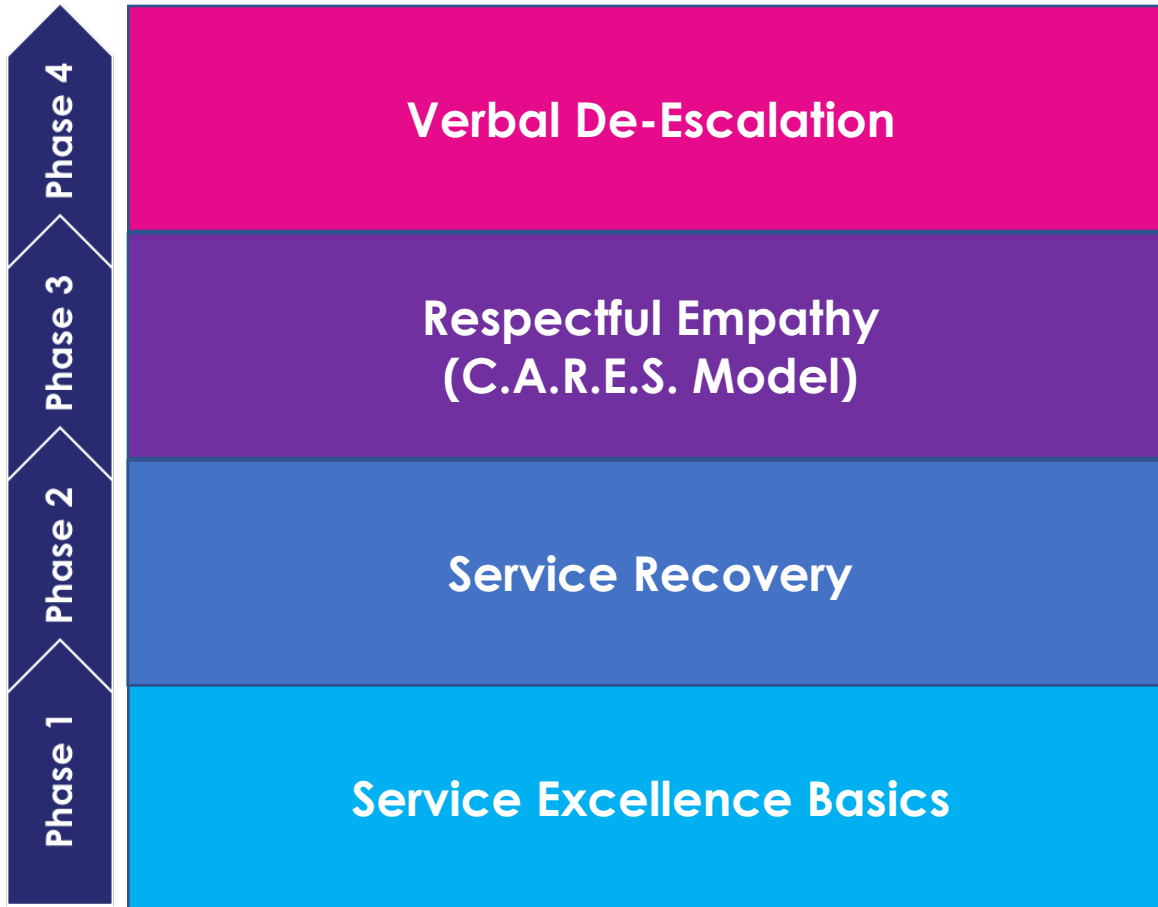 Phase 4
Verbal De-Escalation
Phase 3
Respectful Empathy
(C.A.R.E.S. Model)
Phase 2
Service Recovery
Phase 1
Service Excellence Basics